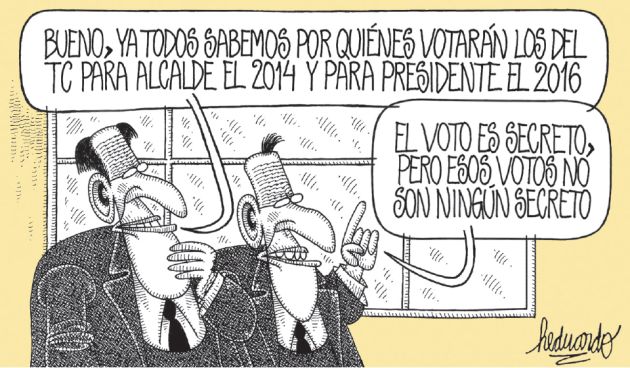 BUENO, YA TODOS SABEMOS POR QUIÉNES VOTARÁN LOS DEL
TC PARA ALCALDE EL 2014 Y PARA PRESIDENTE EL 2016
EL VOTO ES SECRETO,
PERO ESOS VOTOS NO
SON NINGÚN SECRETO
heduardo